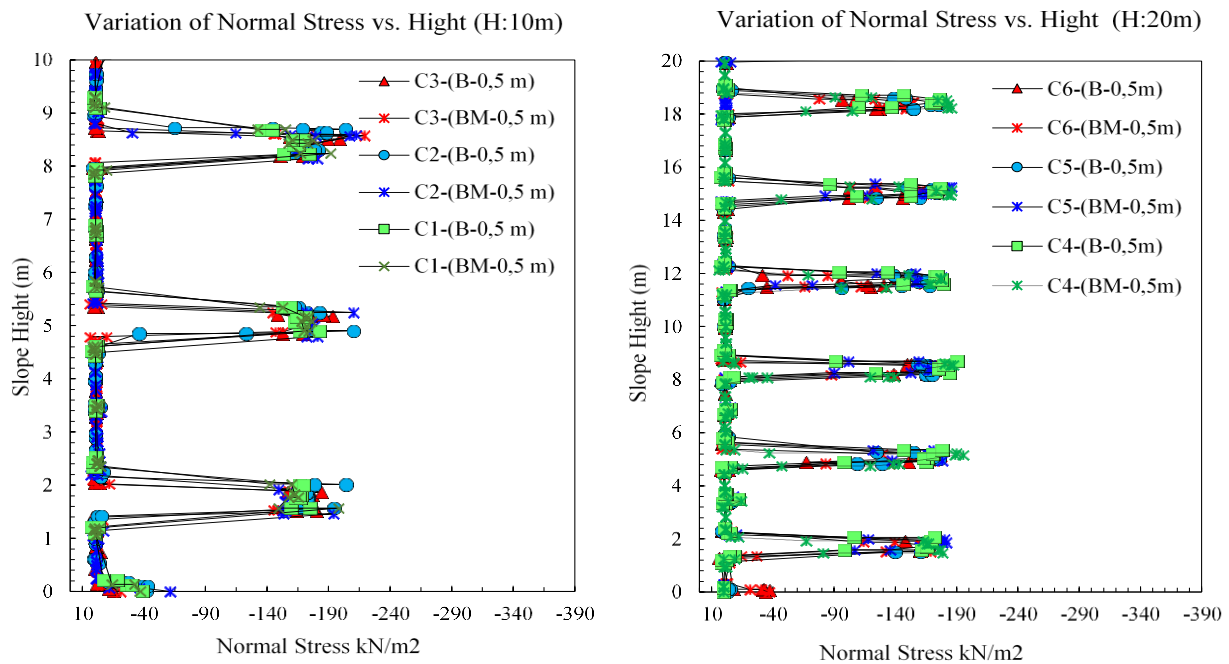 Variation of Normal Stress vs. Hight (H:10m)
10
9
8
7
6
5
4
3
2
1
0
Slope Hight (m)
C3-(B-0,5 m)
C3-(BM-0,5 m)
C2-(B-0,5 m)
C2-(BM-0,5 m)
C1-(B-0,5 m)
C1-(BM-0,5 m)
10 -40 -90 -140 -190 -240 -290 -340 -390
Normal Stress kN/m2
Variation of Normal Stress vs. Hight (H:20m)
20
18
16
14
12
10
8
6
4
2
0
Slope Hight (m)
C6-(B-0,5m)
C6-(BM-0,5m)
C5-(B-0,5m)
C5-(BM-0,5m)
C4-(B-0,5m)
C4-(BM-0,5m)
10 -40 -90 -140 -190 -240 -290 -340 -390
Normal Stress kN/m2